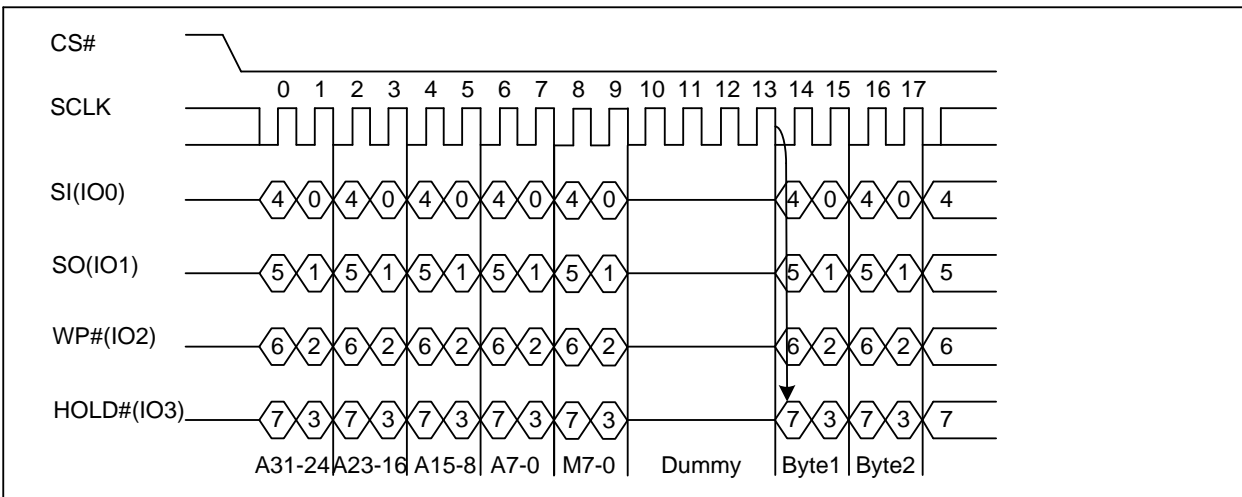 CS#
0 1 2 3 4 5 6 7 8 9 10 11 12 13 14 15 16 17
SCLK
SI(IO0) 4 0 4 0 4 0 4 0 4 0 4 0 4 0 4
SO(IO1) 5 1 5 1 5 1 5 1 5 1 5 1 5 1 5
WP#(IO2) 6 2 6 2 6 2 6 2 6 2 6 2 6 2 6
HOLD#(IO3) 7 3 7 3 7 3 7 3 7 3 7 3 7 3 7
A31-24 A23-16 A15-8 A7-0 M7-0 Dummy Byte1 Byte2